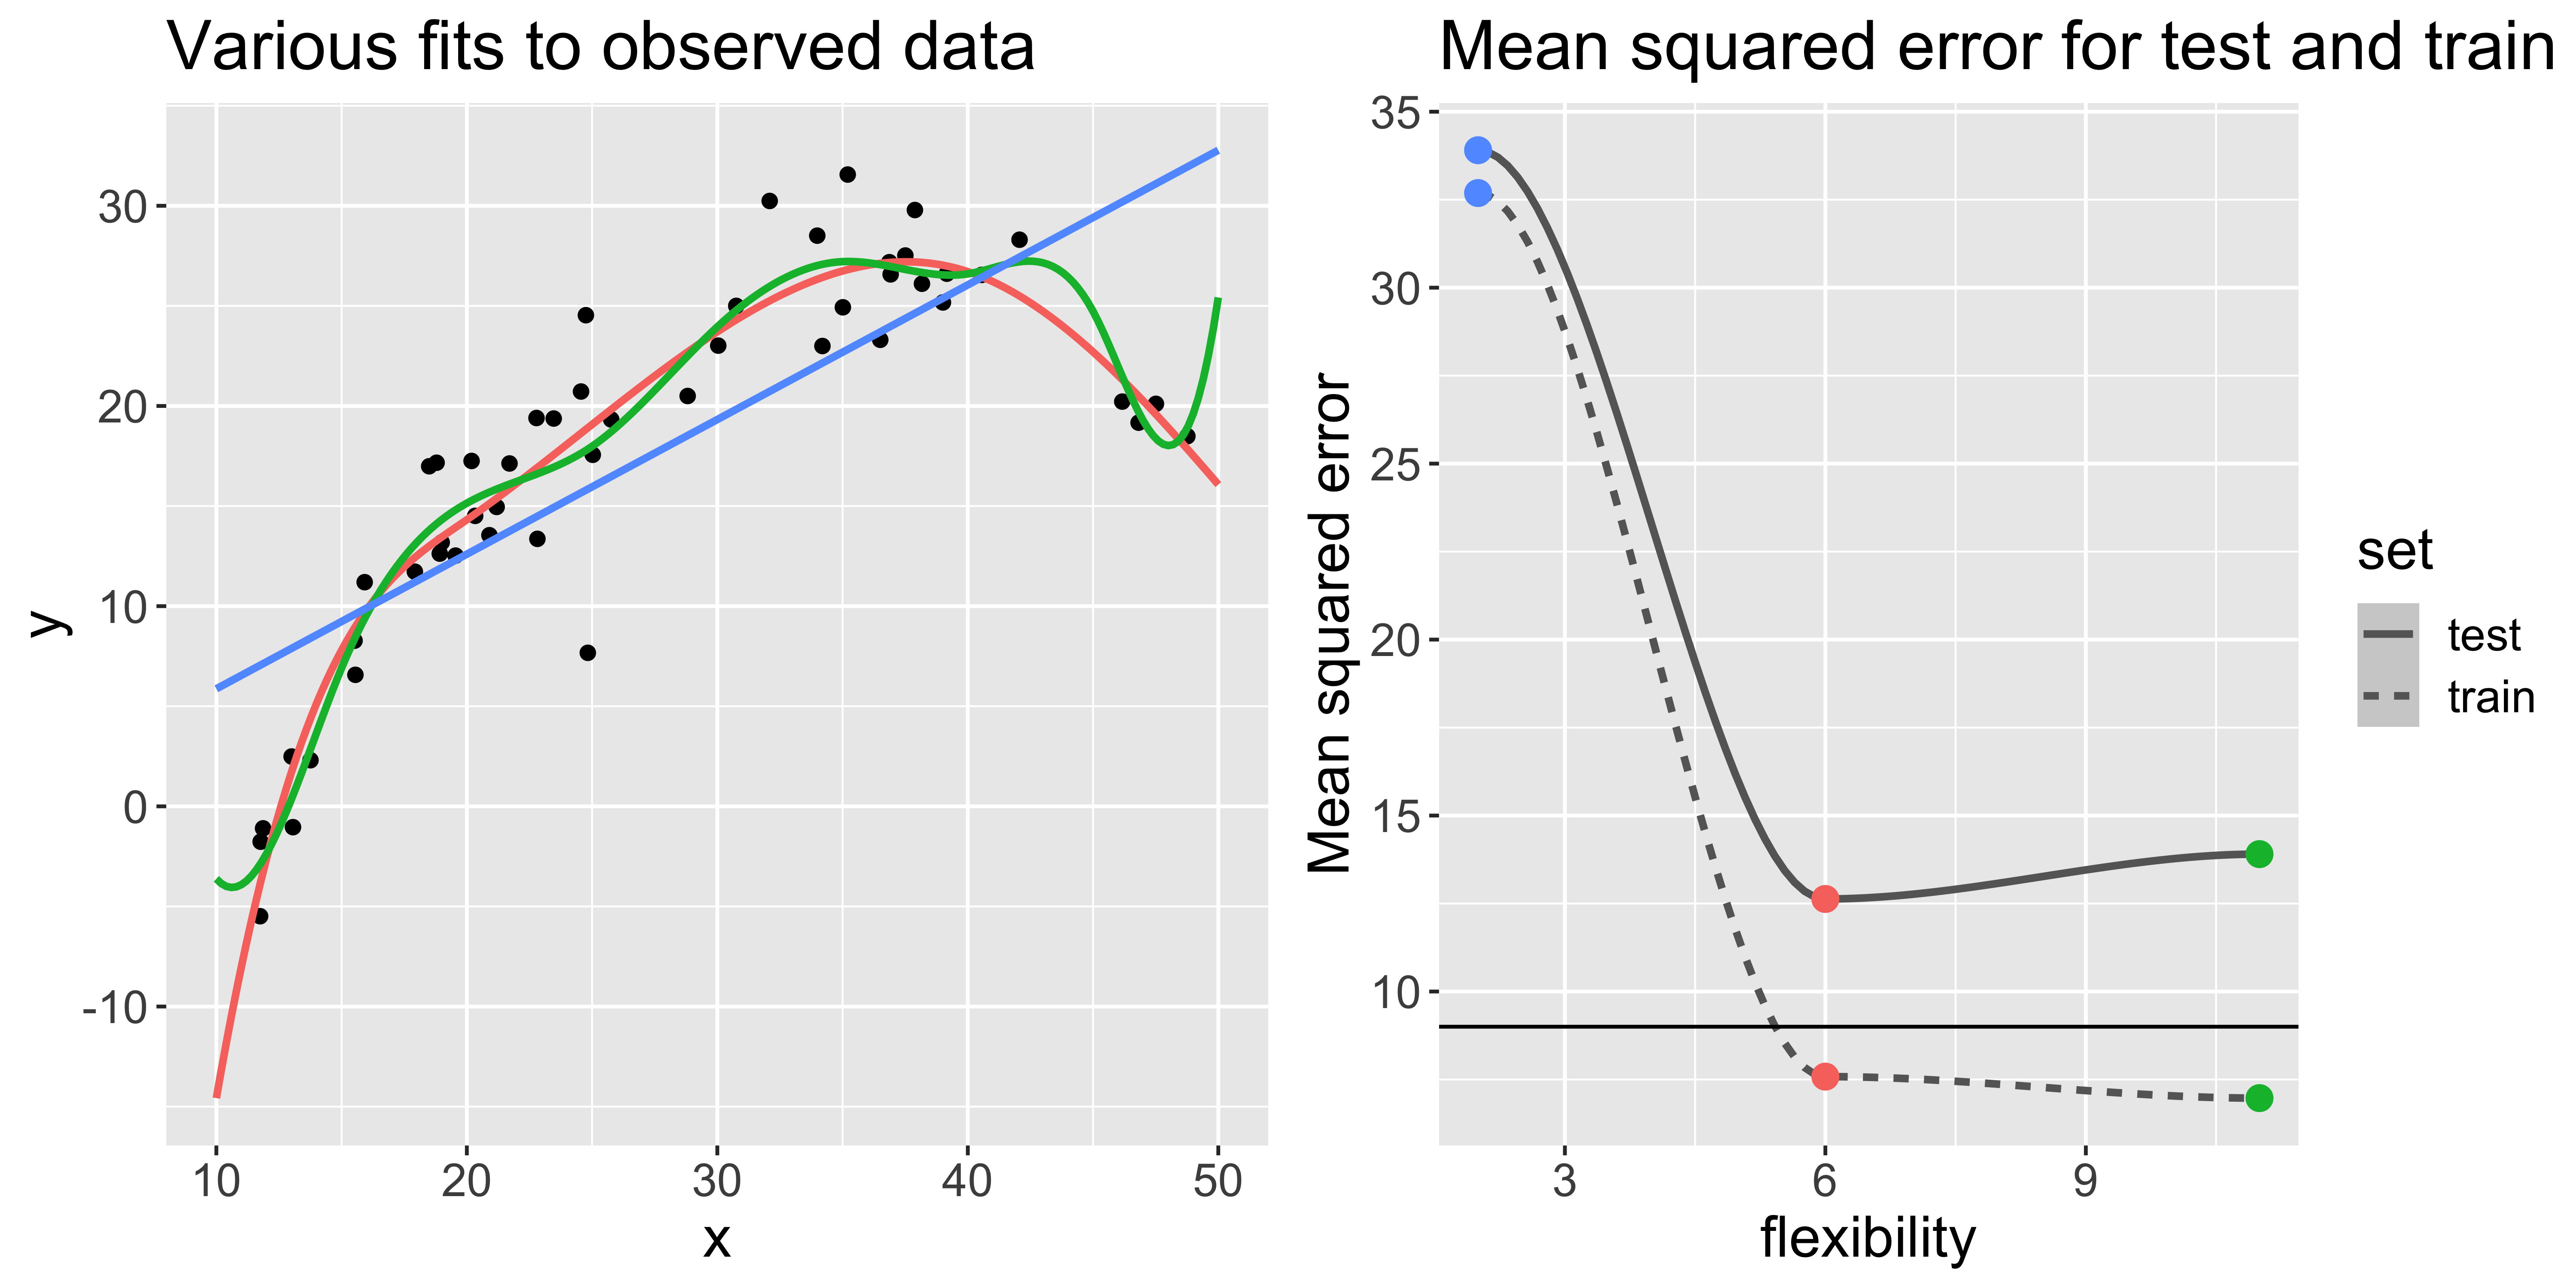 Various fits to observed data
30
20
10
0
-10
y
10 20 30 40 50
x
Mean squared error for test and train
35
30
25
20
15
10
Mean squared error
3 6 9
flexibility
set
test
train